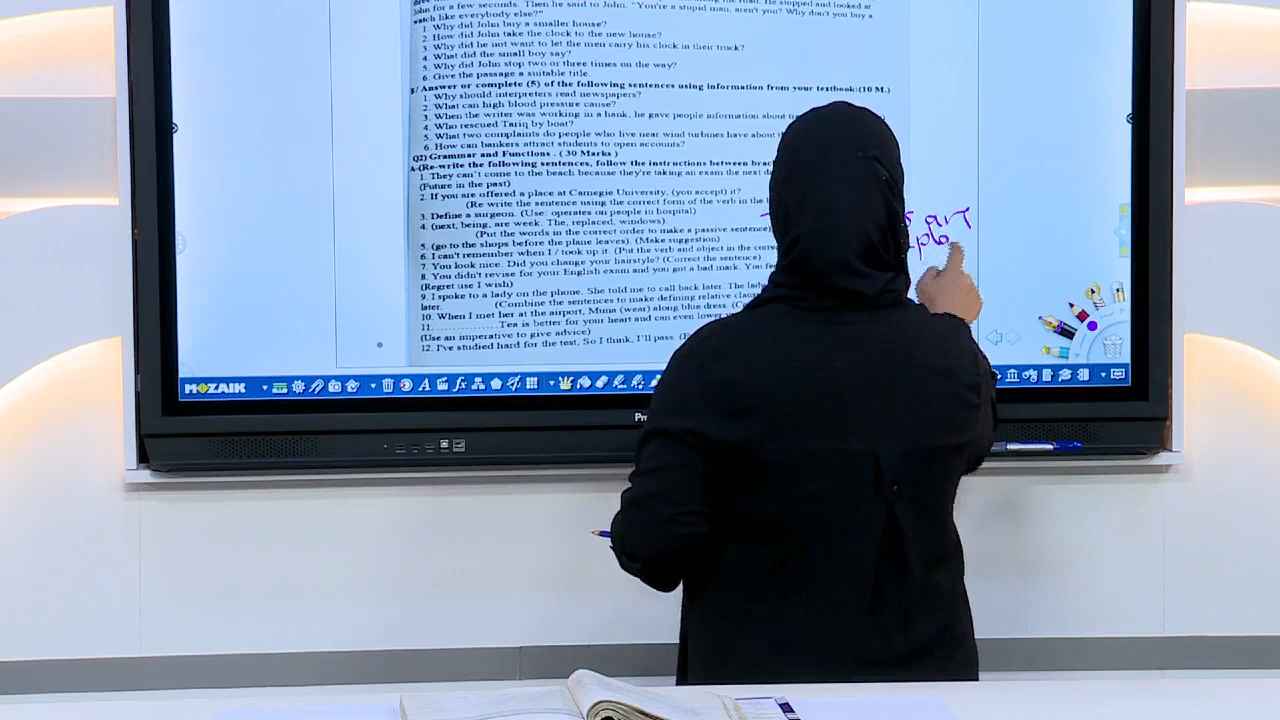 John for a few seconds. Then he said to John, "You're a stupid man, aren't you? Why don't you buy a
watch like everybody else?"
1. Why did John buy a smaller house?
2. How did John take the clock to the new house?
3. Why did he not want to let the men carry his clock in their truck?
4. What did the small boy say?
5. Why did John stop two or three times on the way?
6. Give the passage a suitable title.
B/ Answer or complete (5) of the following sentences using information from your textbook:(10 M.)
1. Why should interpreters read newspapers?
2. What can high blood pressure cause?
3. When the writer was working in a bank, he gave people information about
4. Who rescued Tariq by boat?
5. What two complaints do people who live near wind turbines have about
6. How can bankers attract students to open accounts?
Q2) Grammar and Functions . ( 30 Marks )
A-(Re-write the following sentences, follow the instructions between
1. They can't come to the beach because they're taking an exam the next
(Future in the past)
2. If you are offered a place at Carnegie University, (you accept) it?
(Re write the sentence using the correct form of the verb in the
3. Define a surgeon. (Use: operates on people in hospital)
4. (next, being, are week. The, replaced, windows).
(Put the words in the correct order to make a passive sentence)
5. (go to the shops before the plane leaves). (Make suggestion)
6. I can't remember when I / took up it. (Put the verb and object in the
7. You look nice. Did you change your hairstyle? (Correct the sentence)
8. You didn't revise for your English exam and you got a bad mark. You
(Regret use I wish)
9. I spoke to a lady on the phone. She told me to call back later. The
later. (Combine the sentences to make defining relative
10. When I met her at the airport, Muna (wear) along blue dress.
11. ............... Tea is better for your heart and can even lower
(Use an imperative to give advice)
12. I've studied hard for the test, So I think, I'll pass.
MOZAIK